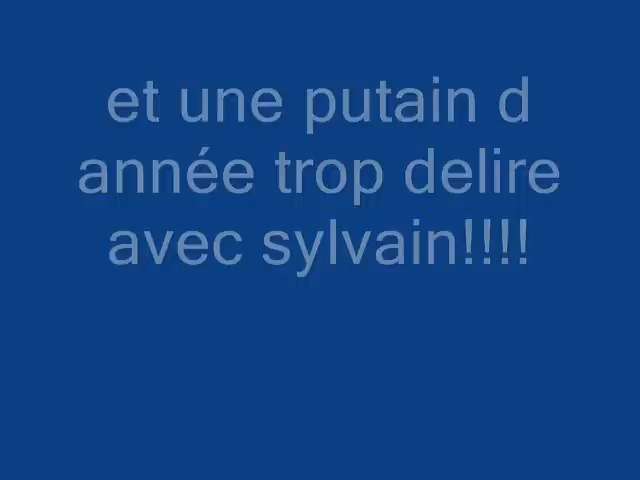 et une putain d
année trop delire
avec sylvain!!!!